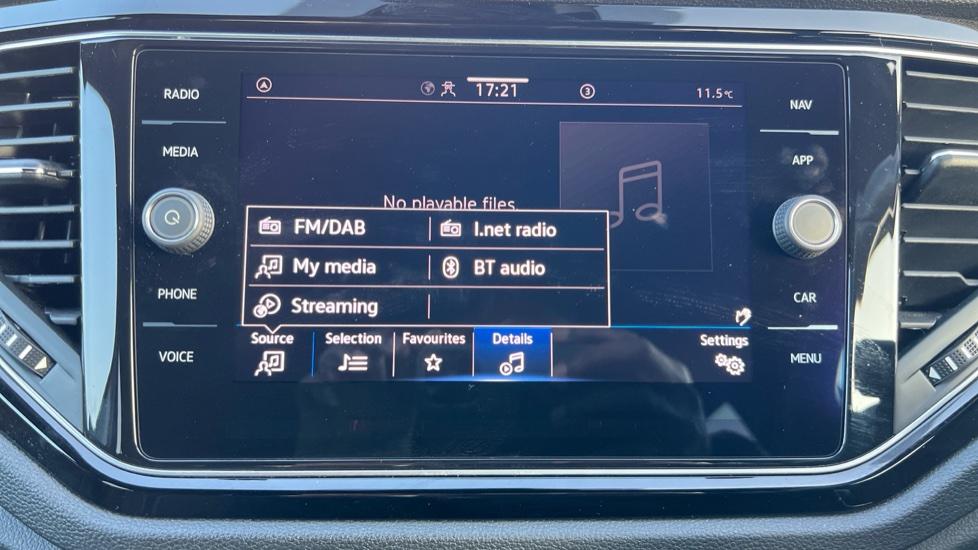 RADIO
MEDIA
PHONE
VOICE
17:21
3
11.5°C
No playable files
FM/DAB
I.net radio
My media
BT audio
Streaming
Source
Selection
Favourites
Details
Settings
NAV
APP
CAR
MENU